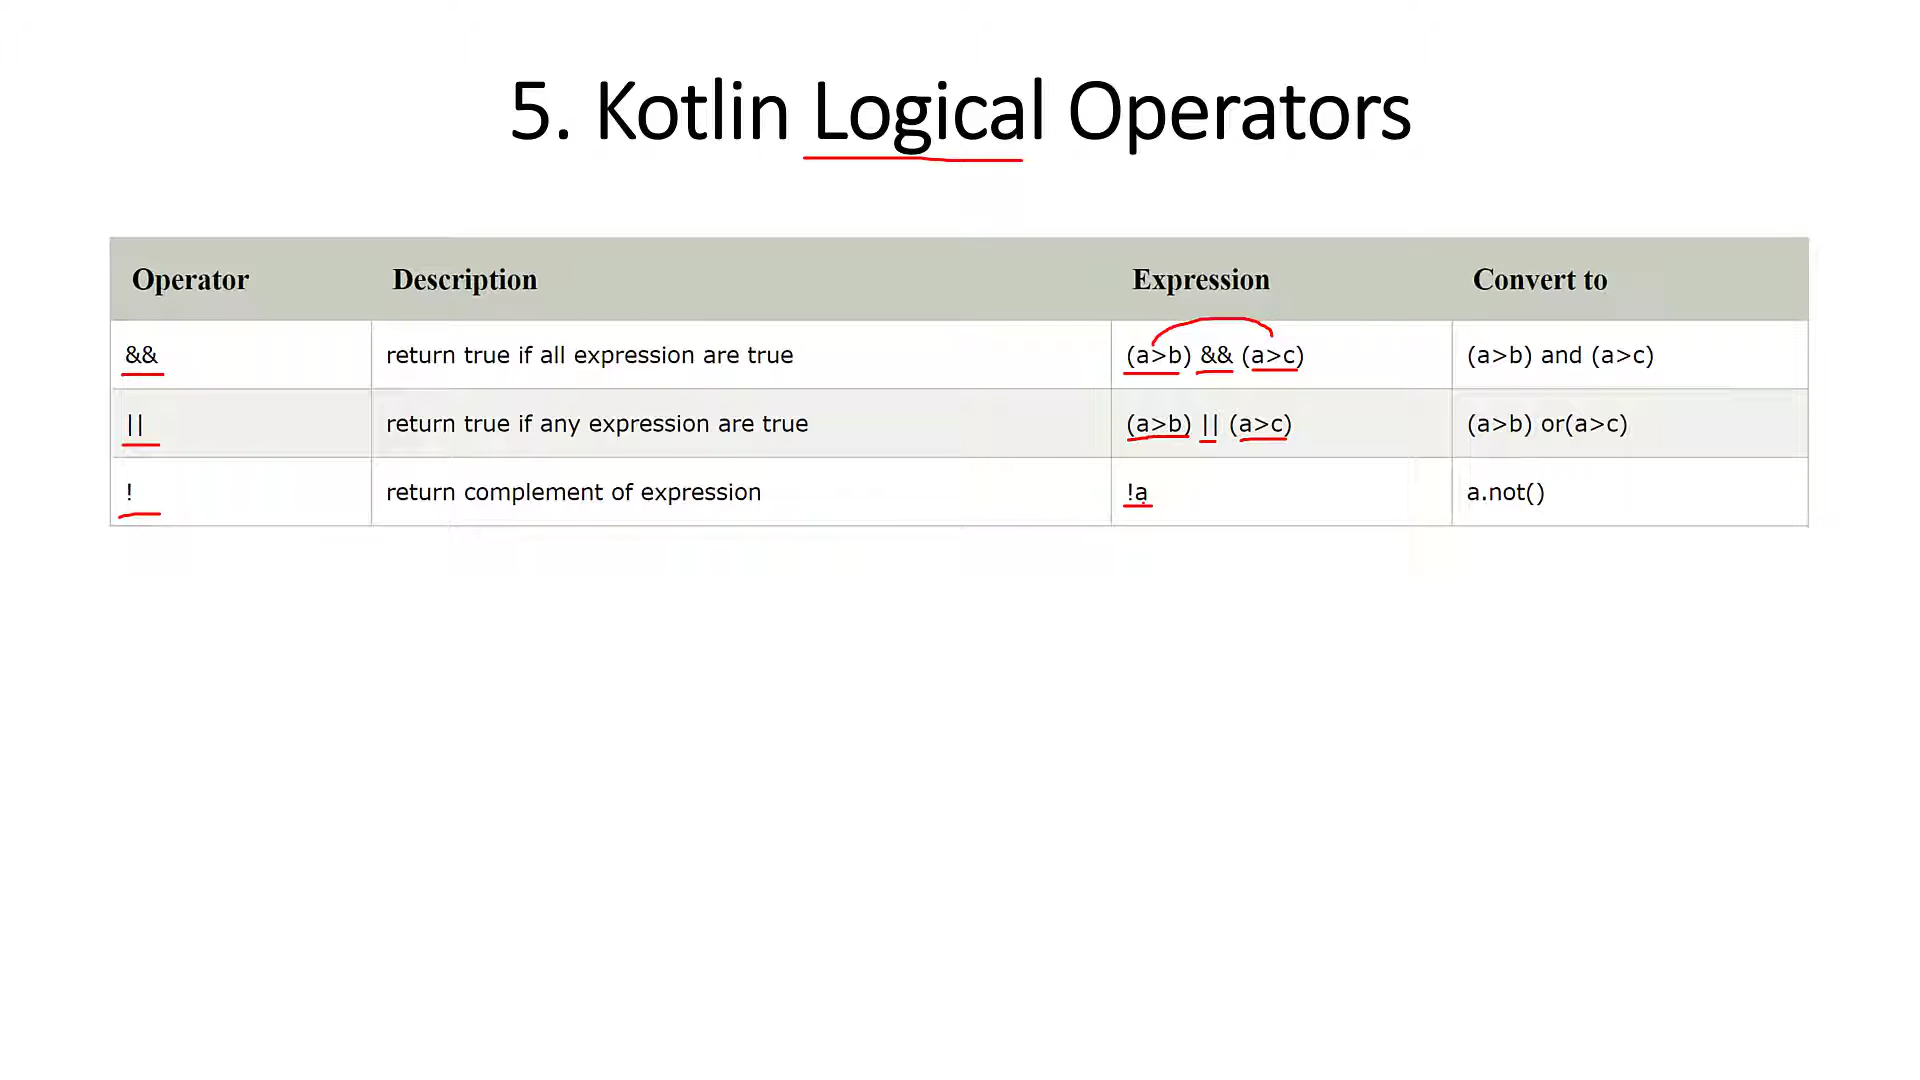 5. Kotlin Logical Operators
Operator Description Expression Convert to
&& return true if all expression are true (a>b) && (a>c) (a>b) and (a>c)
|| return true if any expression are true (a>b) || (a>c) (a>b) or(a>c)
! return complement of expression !a a.not()